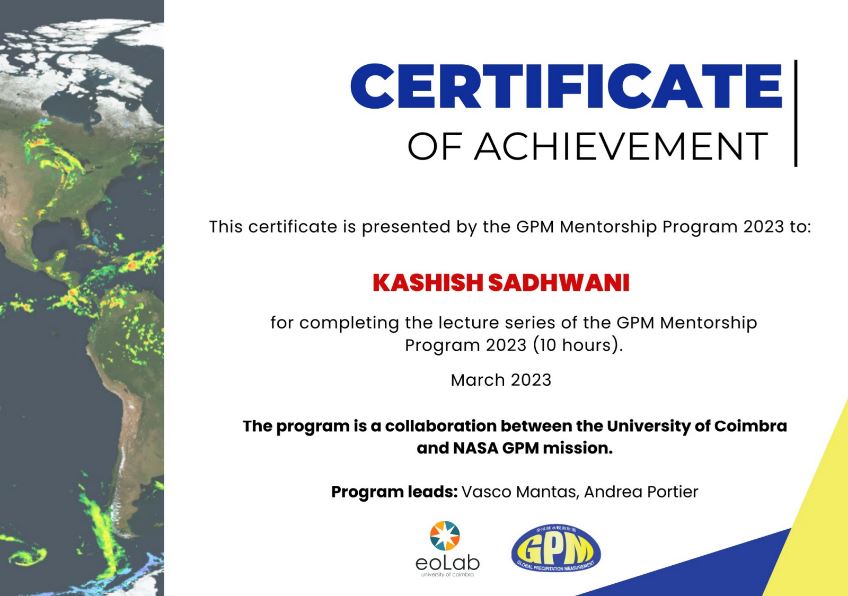 CERTIFICATE
OF ACHIEVEMENT
This certificate is presented by the GPM Mentorship Program 2023 to:
KASHISH SADHWANI
for completing the lecture series of the GPM Mentorship
Program 2023 (10 hours).
March 2023
The program is a collaboration between the University of Coimbra
and NASA GPM mission.
Program leads: Vasco Mantas, Andrea Portier
eoLab
university of coimbra
GPM
GLOBAL PRECIPITATION MEASUREMENT